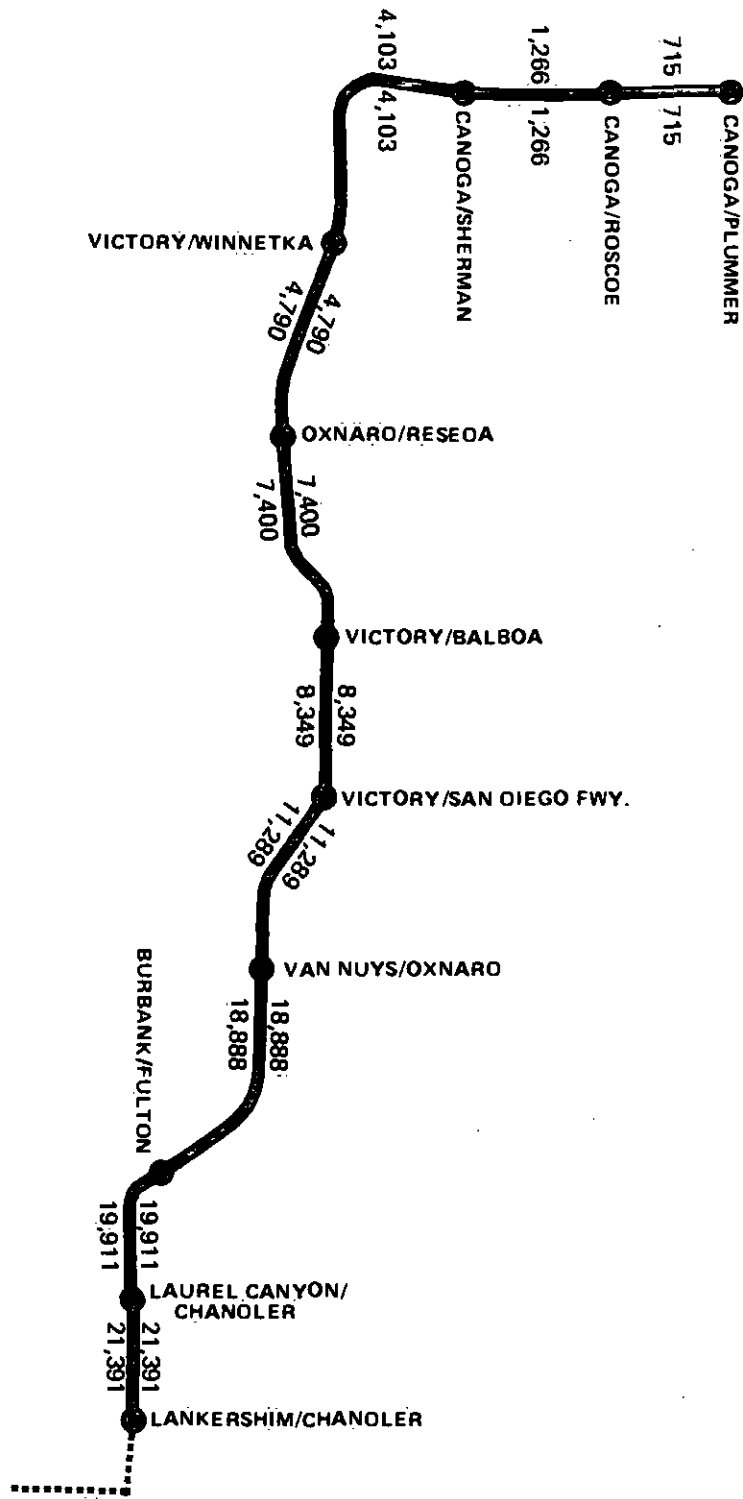 4,103
4,103
1,266
1,266
715
715
CANOGA/PLUMMER
CANOGA/ROSCOE
CANOGA/SHERMAN
VICTORY/WINNETKA
4,790
4,790
OXNARO/RESEOA
7,400
7,400
VICTORY/BALBOA
8,349
8,349
VICTORY/SAN OIEGO FWY.
11,289
11,289
VAN NUYS/OXNARO
18,888
18,888
BURBANK/FULTON
19,911
19,911
LAUREL CANYON/
CHANOLER
21,391
21,391
LANKERSHIM/CHANOLER